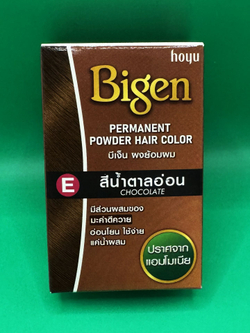 hoyu
Bigen
PERMANENT
POWDER HAIR COLOR
บีเง็น ผงย้อมผม
E
สีน้ำตาลอ่อน
CHOCOLATE
มีส่วนผสมของ
มะคำดีควาย
อ่อนโยน ใช้ง่าย
แค่น้ำผสม
ปราศจาก
แอมโมเนีย